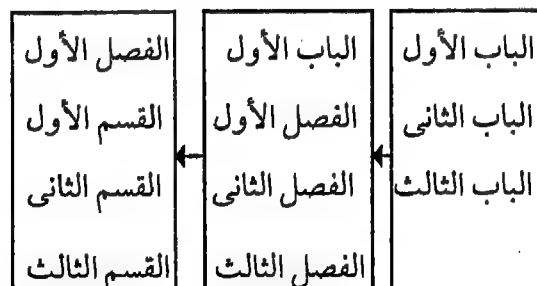 الباب الأول
الباب الثانى
الباب الثالث
الباب الأول
الفصل الأول
الفصل الثانى
الفصل الثالث
الفصل الأول
القسم الأول
القسم الثانى
القسم الثالث